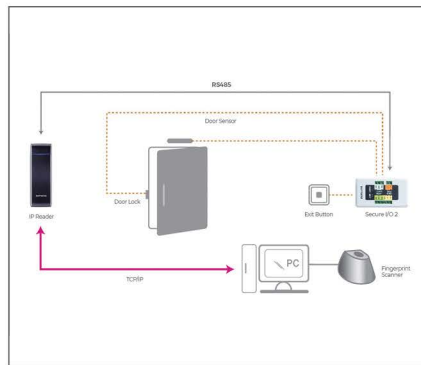 RS485
Door Sensor
Door Lock
IP Reader
Exit Button
Secure I/O 2
PC
TCP/IP
Fingerprint
Scanner